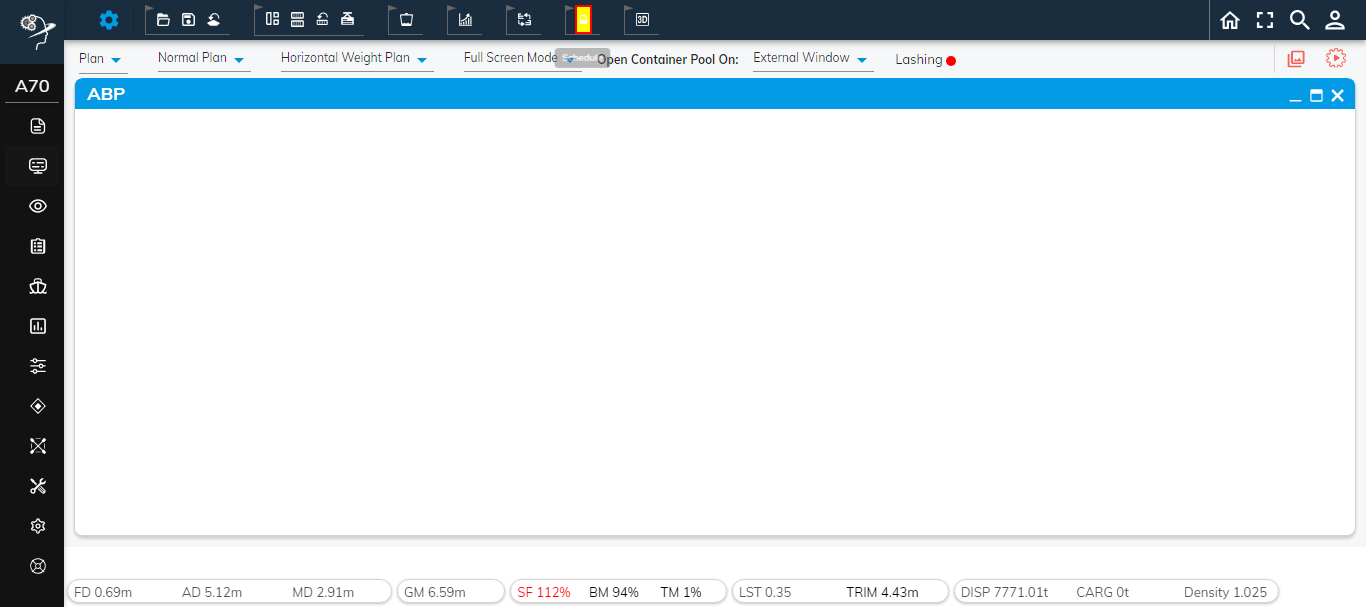 3D
Plan
Normal Plan
Horizontal Weight Plan
Full Screen Mode
Open Container Pool On:
External Window
Lashing
A70
ABP
FD 0.69m
AD 5.12m
MD 2.91m
GM 6.59m
SF 112%
BM 94%
TM 1%
LST 0.35
TRIM 4.43m
DISP 7771.01t
CARG 0t
Density 1.025